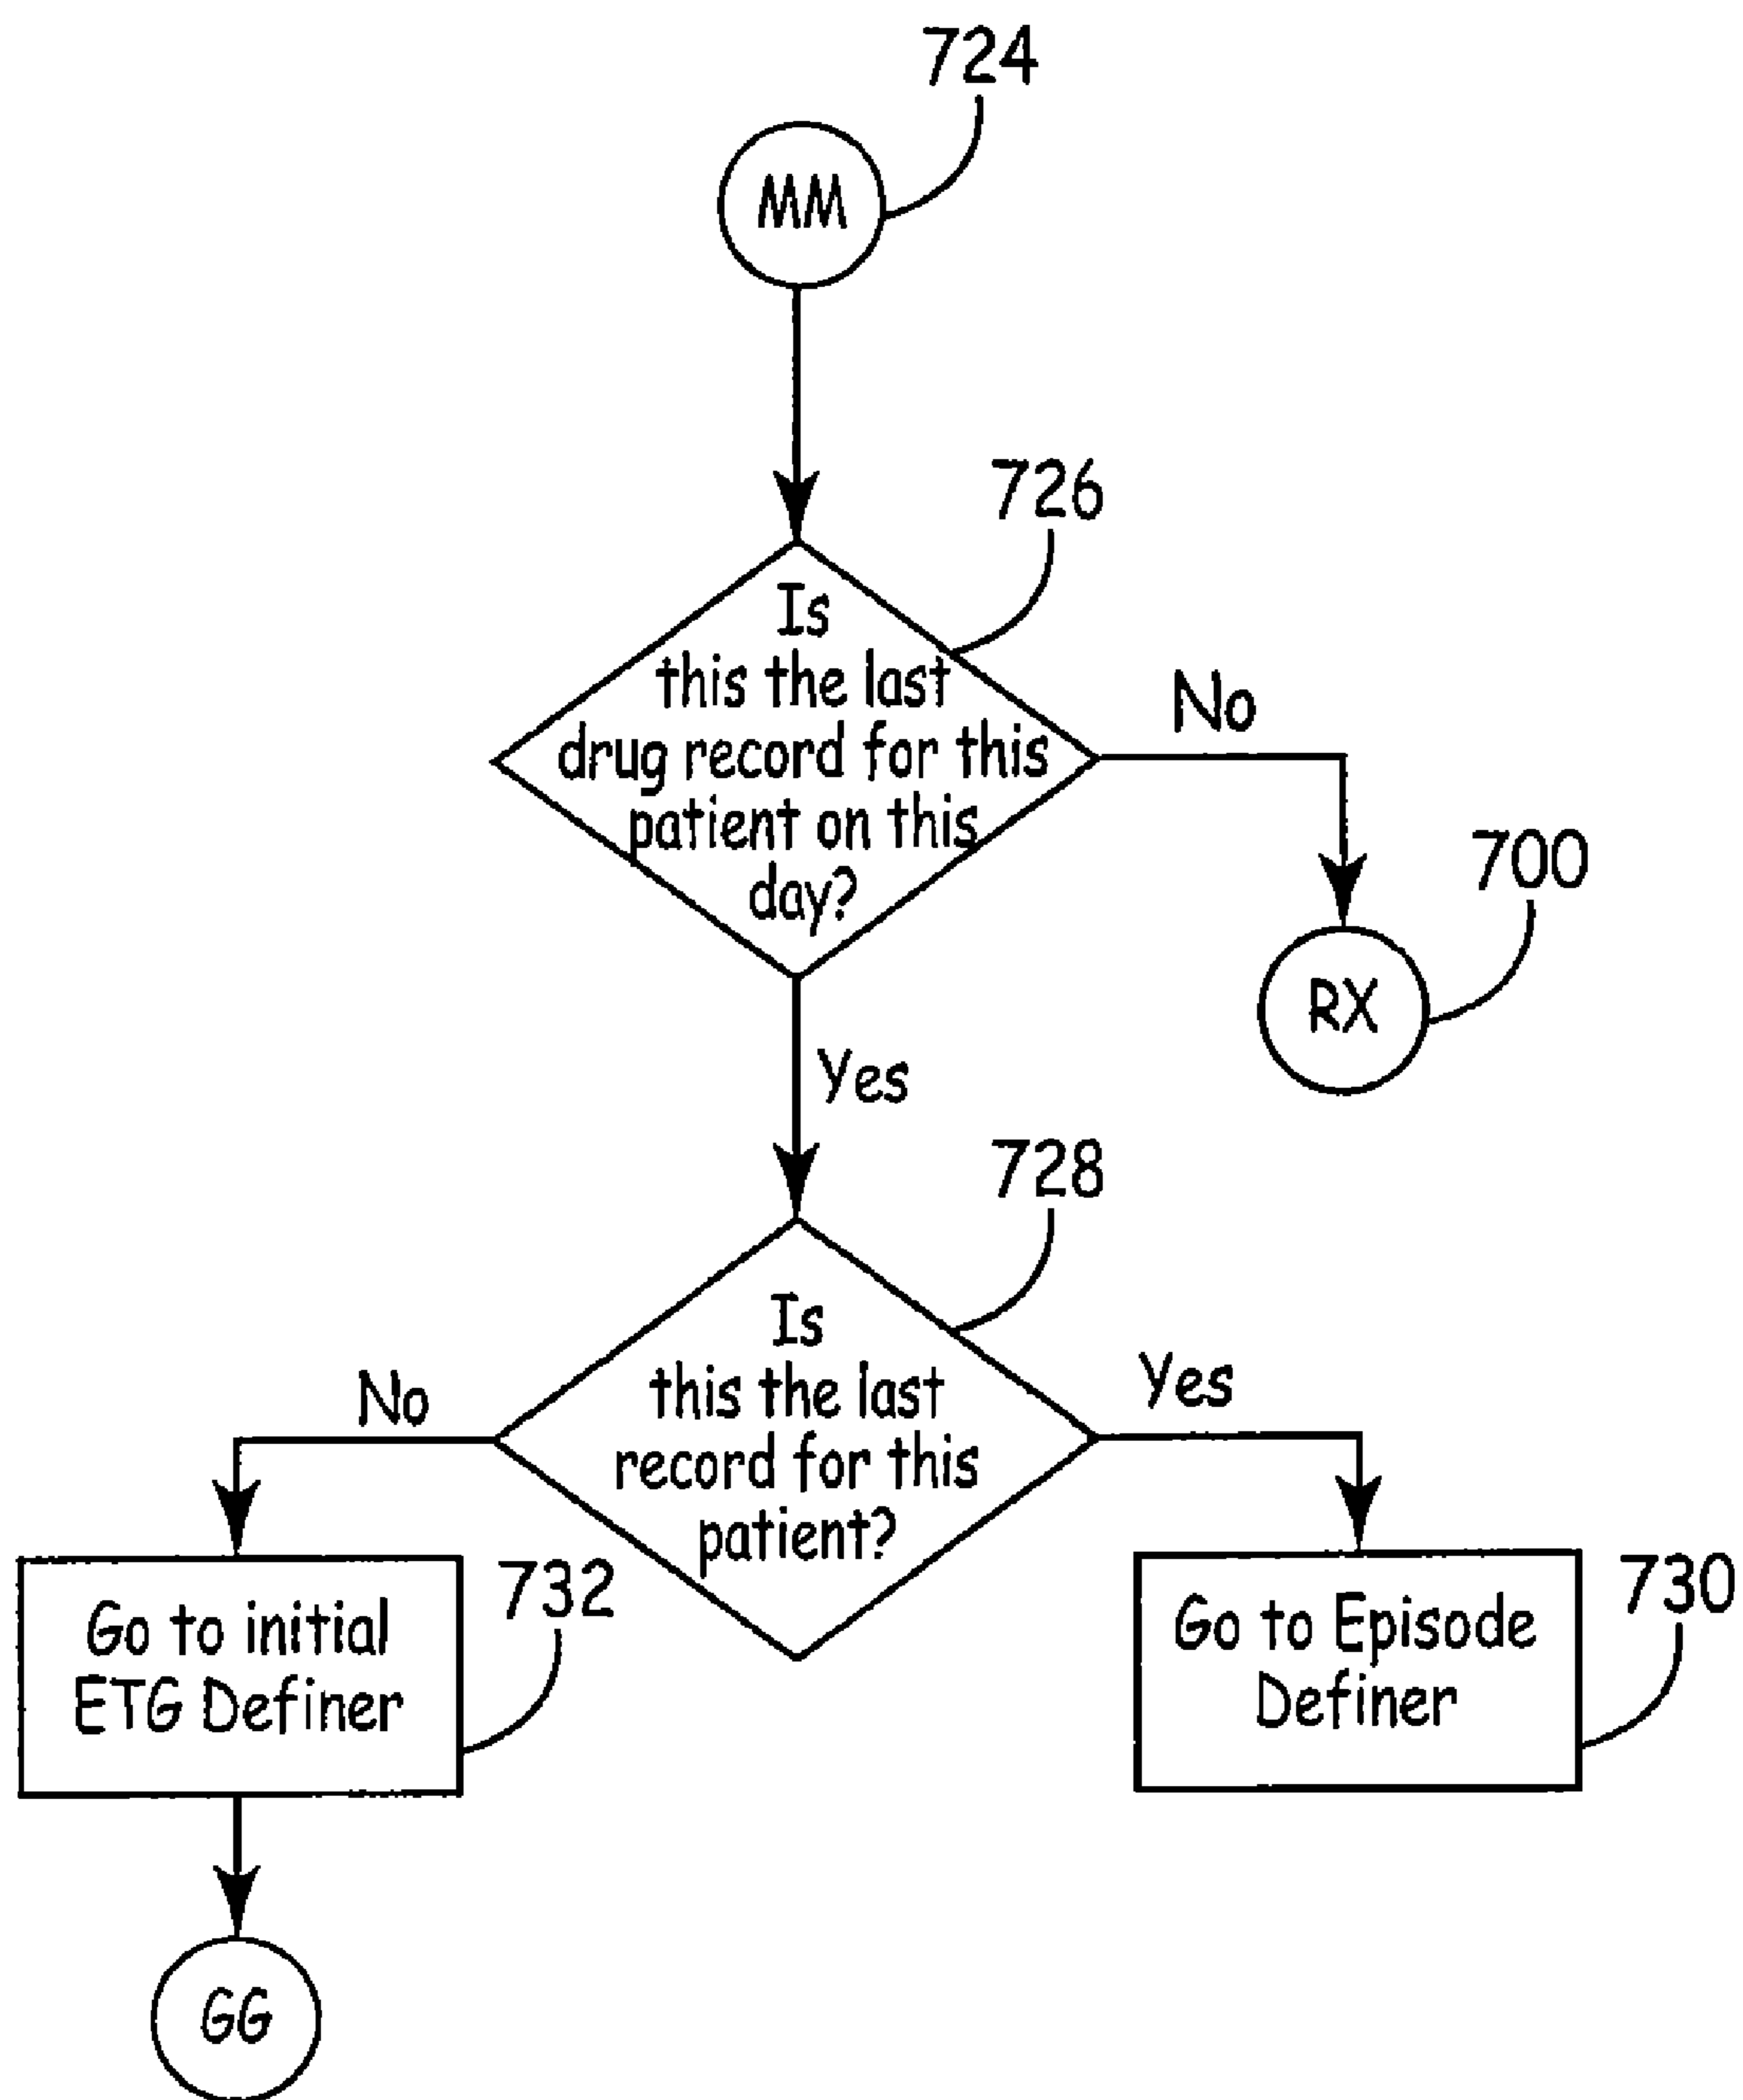 724
MM
726
Is
this the last
drug record for this
patient on this
day?
No
700
RX
Yes
728
Is
this the last
record for this
patient?
No
Yes
732
Go to initial
ETG Definer
730
Go to Episode
Definer
GG